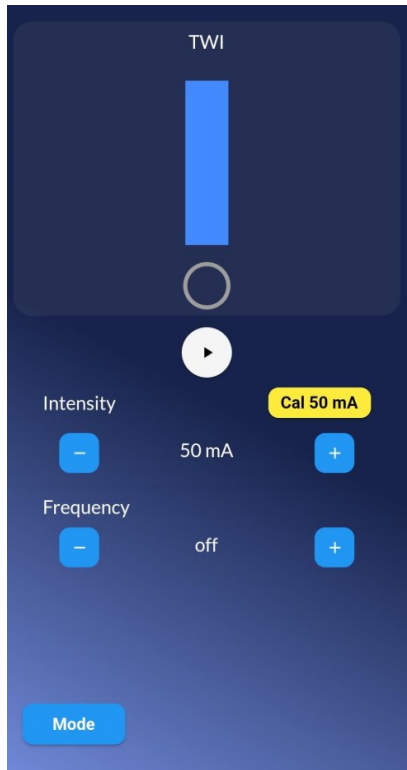 TWI
Intensity
Cal 50 mA
− 50 mA +
Frequency
− off +
Mode